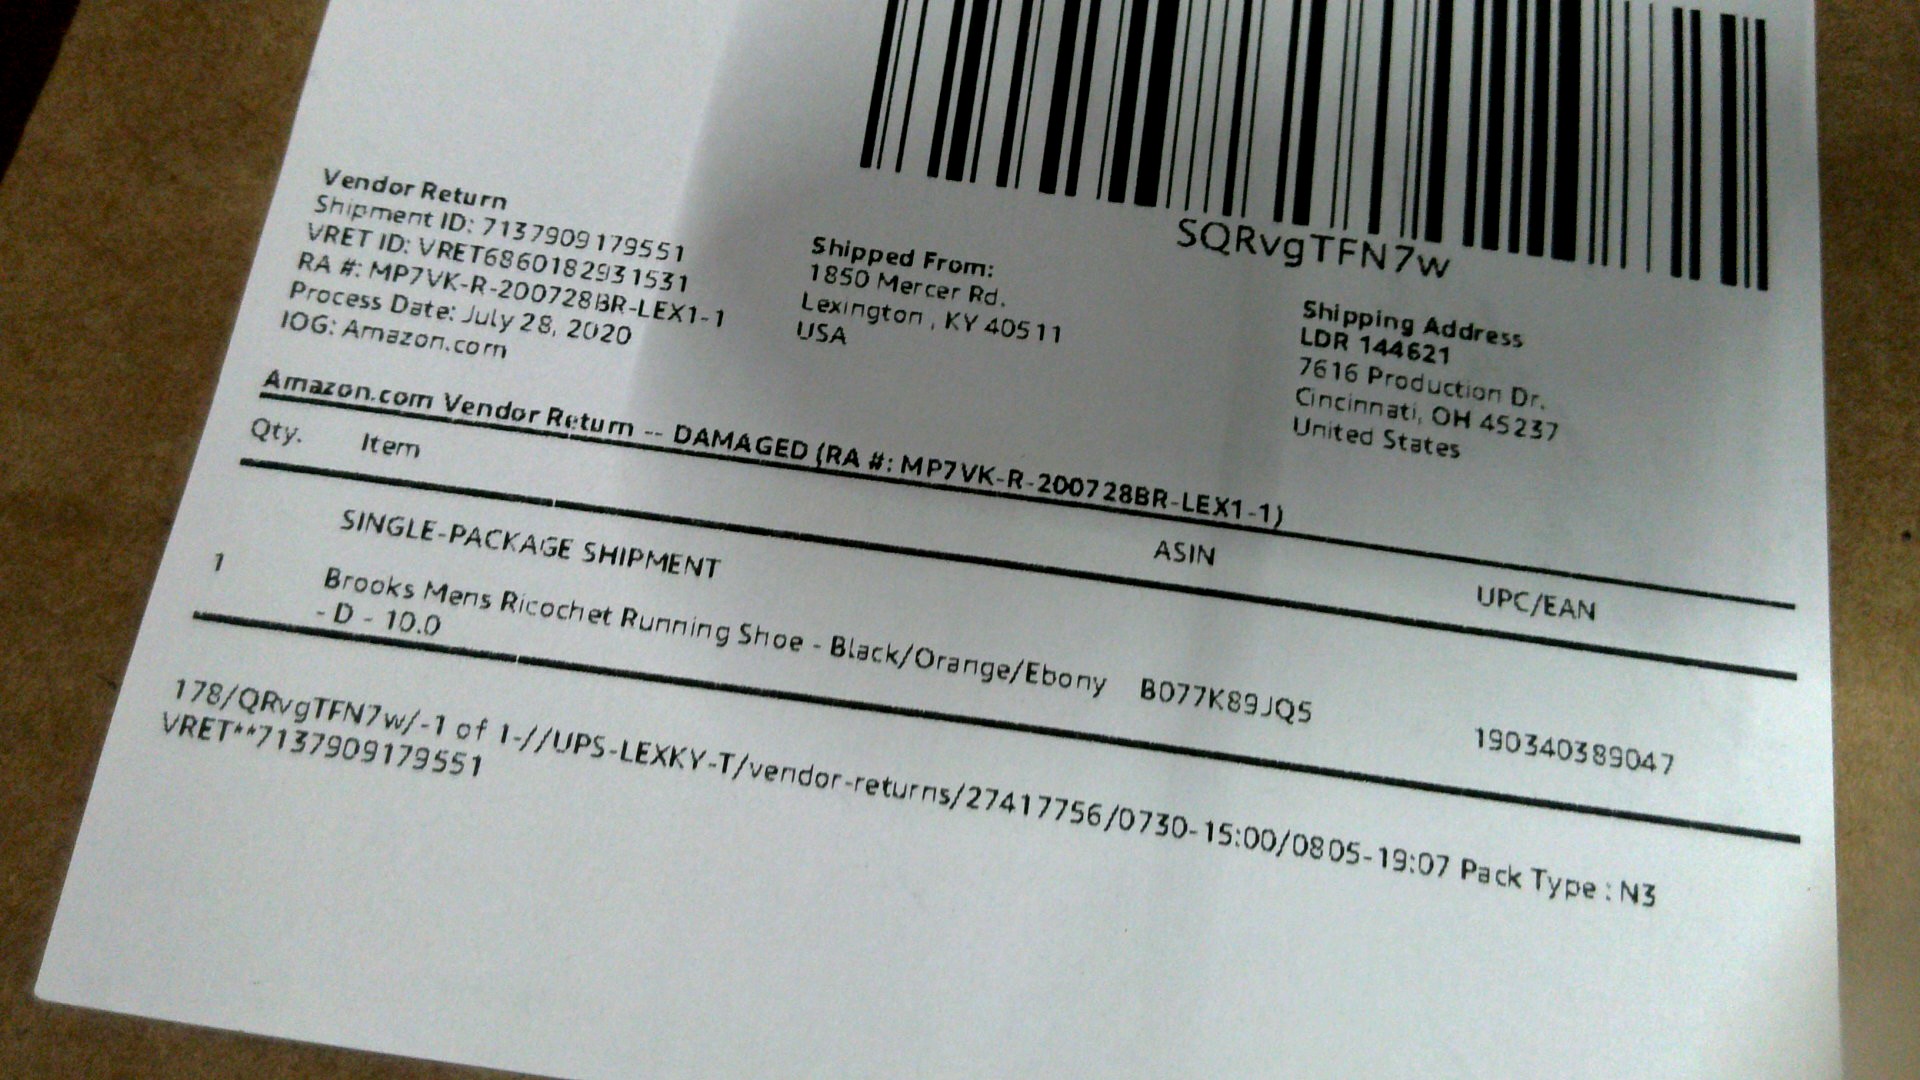 SQRvgTFN7w
Vendor Return
Shipment ID: 7137909179551
VRET ID: VRET6860182931531
RA #: MP7VK-R-200728BR-LEX1-1
Process Date: July 28, 2020
IOG: Amazon.com
Shipped From:
1850 Mercer Rd.
Lexington , KY 40511
USA
Shipping Address
LDR 144621
7616 Production Dr.
Cincinnati, OH 45237
United States
Amazon.com Vendor Return -- DAMAGED (RA #: MP7VK-R-200728BR-LEX1-1)
Qty. Item ASIN UPC/EAN
SINGLE-PACKAGE SHIPMENT
1 Brooks Mens Ricochet Running Shoe - Black/Orange/Ebony B077K89JQ5 190340389047
- D - 10.0
178/QRvgTFN7w/-1 of 1-//UPS-LEXKY-T/vendor-returns/27417756/0730-15:00/0805-19:07 Pack Type : N3
VRET**7137909179551